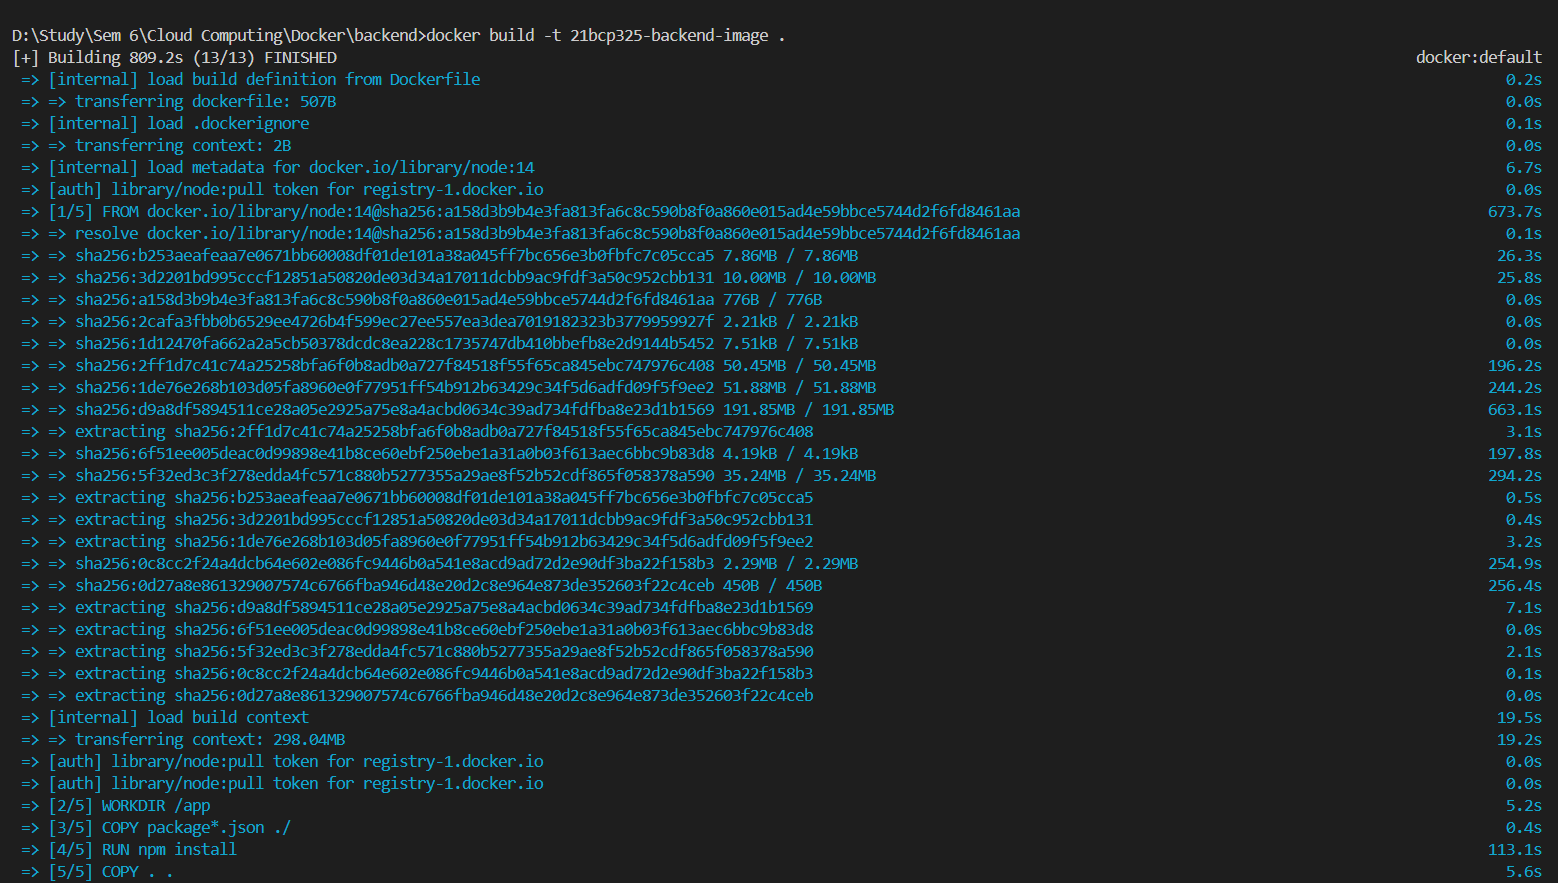 D:\Study\Sem 6\Cloud Computing\Docker\backend>docker build -t 21bcp325-backend-image .
[+] Building 809.2s (13/13) FINISHED docker:default
=> [internal] load build definition from Dockerfile 0.2s
=> => transferring dockerfile: 507B 0.0s
=> [internal] load .dockerignore 0.1s
=> => transferring context: 2B 0.0s
=> [internal] load metadata for docker.io/library/node:14 6.7s
=> [auth] library/node:pull token for registry-1.docker.io 0.0s
=> [1/5] FROM docker.io/library/node:14@sha256:a158d3b9b4e3fa813fa6c8c590b8f0a860e015ad4e59bbce5744d2f6fd8461aa 673.7s
=> => resolve docker.io/library/node:14@sha256:a158d3b9b4e3fa813fa6c8c590b8f0a860e015ad4e59bbce5744d2f6fd8461aa 0.1s
=> => sha256:b253aeafeaa7e0671bb60008df01de101a38a045ff7bc656e3b0fbfc7c05cca5 7.86MB / 7.86MB 26.3s
=> => sha256:3d2201bd995cccf12851a50820de03d34a17011dcbb9ac9fdf3a50c952cbb131 10.00MB / 10.00MB 25.8s
=> => sha256:a158d3b9b4e3fa813fa6c8c590b8f0a860e015ad4e59bbce5744d2f6fd8461aa 776B / 776B 0.0s
=> => sha256:2cafa3fbb0b6529ee4726b4f599ec27ee557ea3dea7019182323b3779959927f 2.21kB / 2.21kB 0.0s
=> => sha256:1d12470fa662a2a5cb50378dcdc8ea228c1735747db410bbefb8e2d9144b5452 7.51kB / 7.51kB 0.0s
=> => sha256:2ff1d7c41c74a25258bfa6f0b8adb0a727f84518f55f65ca845ebc747976c408 50.45MB / 50.45MB 196.2s
=> => sha256:1de76e268b103d05fa8960e0f77951ff54b912b63429c34f5d6adfd09f5f9ee2 51.88MB / 51.88MB 244.2s
=> => sha256:d9a8df5894511ce28a05e2925a75e8a4acbd0634c39ad734fdfba8e23d1b1569 191.85MB / 191.85MB 663.1s
=> => extracting sha256:2ff1d7c41c74a25258bfa6f0b8adb0a727f84518f55f65ca845ebc747976c408 3.1s
=> => sha256:6f51ee005deac0d99898e41b8ce60ebf250ebe1a31a0b03f613aec6bbc9b83d8 4.19kB / 4.19kB 197.8s
=> => sha256:5f32ed3c3f278edda4fc571c880b5277355a29ae8f52b52cdf865f058378a590 35.24MB / 35.24MB 294.2s
=> => extracting sha256:b253aeafeaa7e0671bb60008df01de101a38a045ff7bc656e3b0fbfc7c05cca5 0.5s
=> => extracting sha256:3d2201bd995cccf12851a50820de03d34a17011dcbb9ac9fdf3a50c952cbb131 0.4s
=> => extracting sha256:1de76e268b103d05fa8960e0f77951ff54b912b63429c34f5d6adfd09f5f9ee2 3.2s
=> => sha256:0c8cc2f24a4dcb64e602e086fc9446b0a541e8acd9ad72d2e90df3ba22f158b3 2.29MB / 2.29MB 254.9s
=> => sha256:0d27a8e861329007574c6766fba946d48e20d2c8e964e873de352603f22c4ceb 450B / 450B 256.4s
=> => extracting sha256:d9a8df5894511ce28a05e2925a75e8a4acbd0634c39ad734fdfba8e23d1b1569 7.1s
=> => extracting sha256:6f51ee005deac0d99898e41b8ce60ebf250ebe1a31a0b03f613aec6bbc9b83d8 0.0s
=> => extracting sha256:5f32ed3c3f278edda4fc571c880b5277355a29ae8f52b52cdf865f058378a590 2.1s
=> => extracting sha256:0c8cc2f24a4dcb64e602e086fc9446b0a541e8acd9ad72d2e90df3ba22f158b3 0.1s
=> => extracting sha256:0d27a8e861329007574c6766fba946d48e20d2c8e964e873de352603f22c4ceb 0.0s
=> [internal] load build context 19.5s
=> => transferring context: 298.04MB 19.2s
=> [auth] library/node:pull token for registry-1.docker.io 0.0s
=> [auth] library/node:pull token for registry-1.docker.io 0.0s
=> [2/5] WORKDIR /app 5.2s
=> [3/5] COPY package*.json ./ 0.4s
=> [4/5] RUN npm install 113.1s
=> [5/5] COPY . . 5.6s